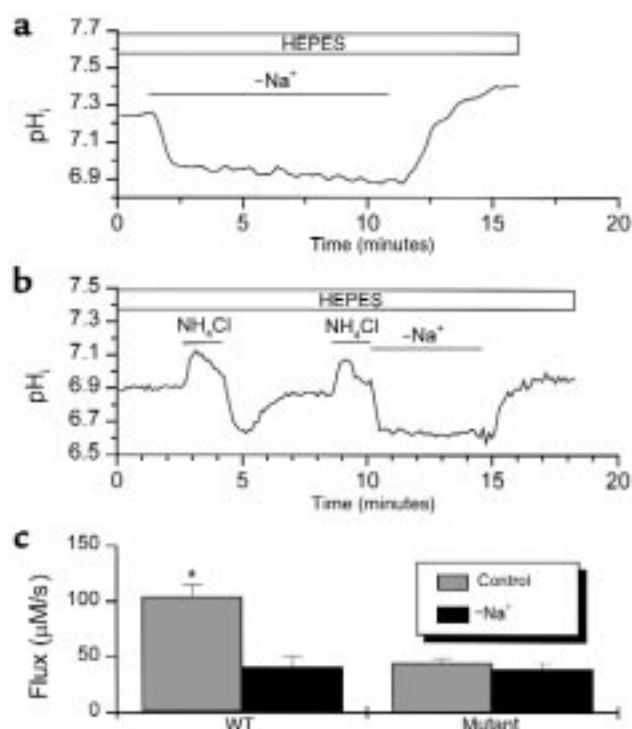 a
7.7
7.5
7.3
7.1
6.9
pHi
HEPES
−Na+
0 5 10 15 20
Time (minutes)
b
7.5
7.3
7.1
6.9
6.7
6.5
pHi
HEPES
NH4Cl NH4Cl −Na+
0 5 10 15 20
Time (minutes)
c
150
100
50
0
Flux (μM/s)
*
Control
−Na+
WT Mutant